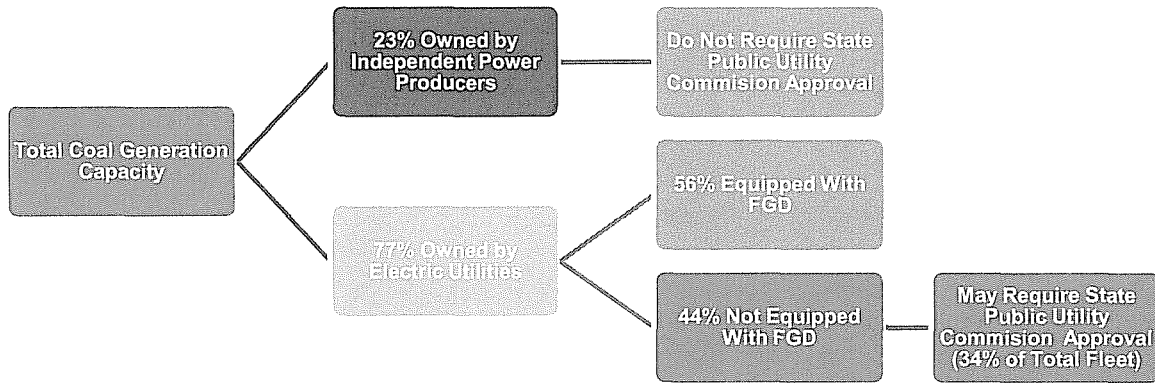 23% Owned by
Independent Power
Producers
Do Not Require State
Public Utility
Commision Approval
Total Coal Generation
Capacity
56% Equipped With
FGD
77% Owned by
Electric Utilities
44% Not Equipped
With FGD
May Require State
Public Utility
Commision Approval
(34% of Total Fleet)